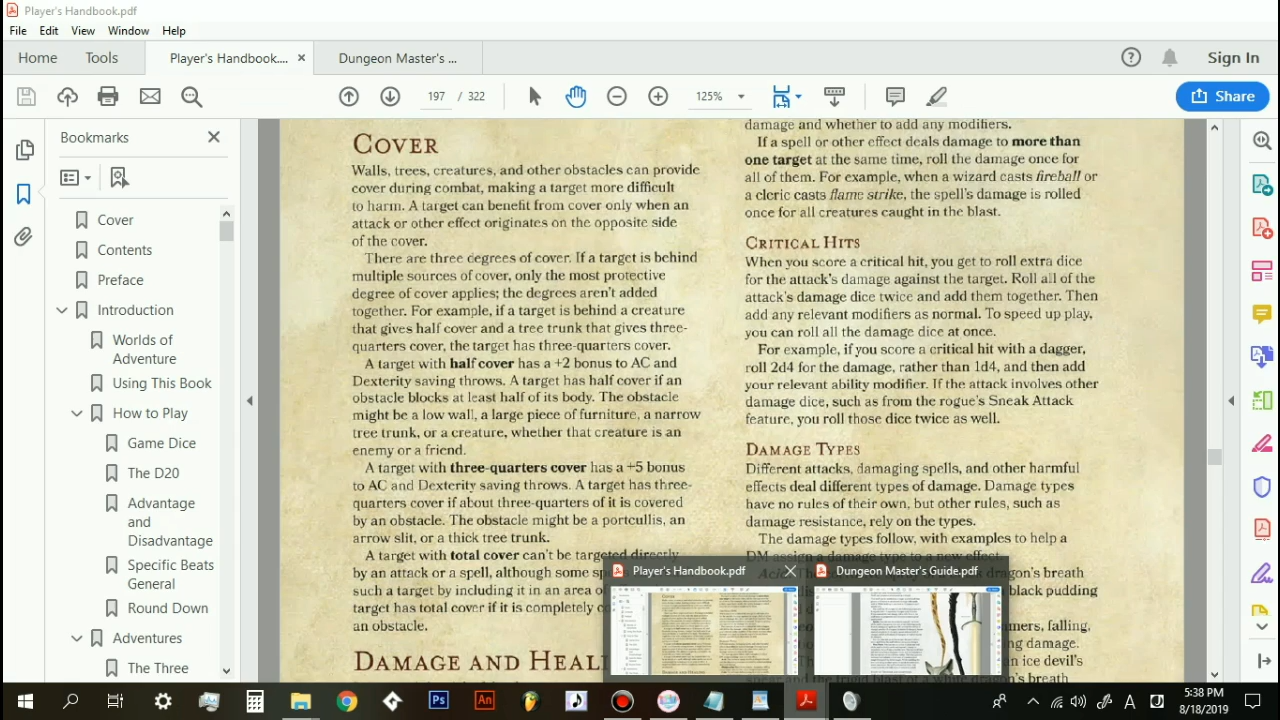 Player's Handbook.pdf
File Edit View Window Help
Home Tools Player's Handbook.... × Dungeon Master's ... Sign In
197 / 322 125% Share
Bookmarks
Cover
Contents
Preface
Introduction
Worlds of
Adventure
Using This Book
How to Play
Game Dice
The D20
Advantage
and
Disadvantage
Specific Beats
General
Round Down
Adventures
The Three
COVER
Walls, trees, creatures, and other obstacles can provide
cover during combat, making a target more difficult
to harm. A target can benefit from cover only when an
attack or other effect originates on the opposite side
of the cover.
There are three degrees of cover. If a target is behind
multiple sources of cover, only the most protective
degree of cover applies; the degrees aren't added
together. For example, if a target is behind a creature
that gives half cover and a tree trunk that gives three-
quarters cover, the target has three-quarters cover.
A target with half cover has a +2 bonus to AC and
Dexterity saving throws. A target has half cover if an
obstacle blocks at least half of its body. The obstacle
might be a low wall, a large piece of furniture, a narrow
tree trunk, or a creature, whether that creature is an
enemy or a friend.
A target with three-quarters cover has a +5 bonus
to AC and Dexterity saving throws. A target has three-
quarters cover if about three-quarters of it is covered
by an obstacle. The obstacle might be a portcullis, an
arrow slit, or a thick tree trunk.
A target with total cover can't be targeted directly
by an attack or a spell, although some sp
such a target by including it in an area o
target has total cover if it is completely co
an obstacle.
DAMAGE AND HEAL
damage and whether to add any modifiers.
If a spell or other effect deals damage to more than
one target at the same time, roll the damage once for
all of them. For example, when a wizard casts fireball or
a cleric casts flame strike, the spell's damage is rolled
once for all creatures caught in the blast.
CRITICAL HITS
When you score a critical hit, you get to roll extra dice
for the attack's damage against the target. Roll all of the
attack's damage dice twice and add them together. Then
add any relevant modifiers as normal. To speed up play,
you can roll all the damage dice at once.
For example, if you score a critical hit with a dagger,
roll 2d4 for the damage, rather than 1d4, and then add
your relevant ability modifier. If the attack involves other
damage dice, such as from the rogue's Sneak Attack
feature, you roll those dice twice as well.
DAMAGE TYPES
Different attacks, damaging spells, and other harmful
effects deal different types of damage. Damage types
have no rules of their own, but other rules, such as
damage resistance, rely on the types.
The damage types follow, with examples to help a
DM assign a damage type to a new effect.
dragon's breath
black pudding
mers, falling,
ng damage.
n ice devil's
dragon's breath
Player's Handbook.pdf
Dungeon Master's Guide.pdf
5:38 PM
8/18/2019